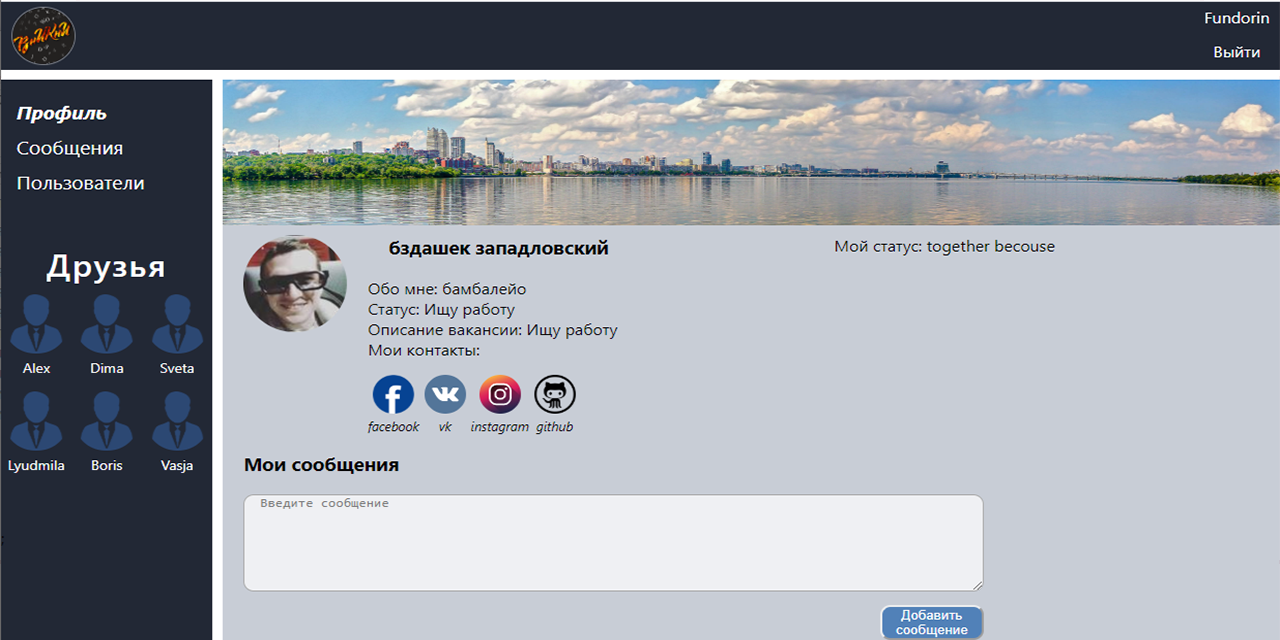 Fundorin
Выйти
Профиль
Сообщения
Пользователи
Друзья
Alex Dima Sveta
Lyudmila Boris Vasja
бздашек западловский
Мой статус: together becouse
Обо мне: бамбалейо
Статус: Ищу работу
Описание вакансии: Ищу работу
Мои контакты:
facebook vk instagram github
Мои сообщения
Введите сообщение
Добавить
сообщение